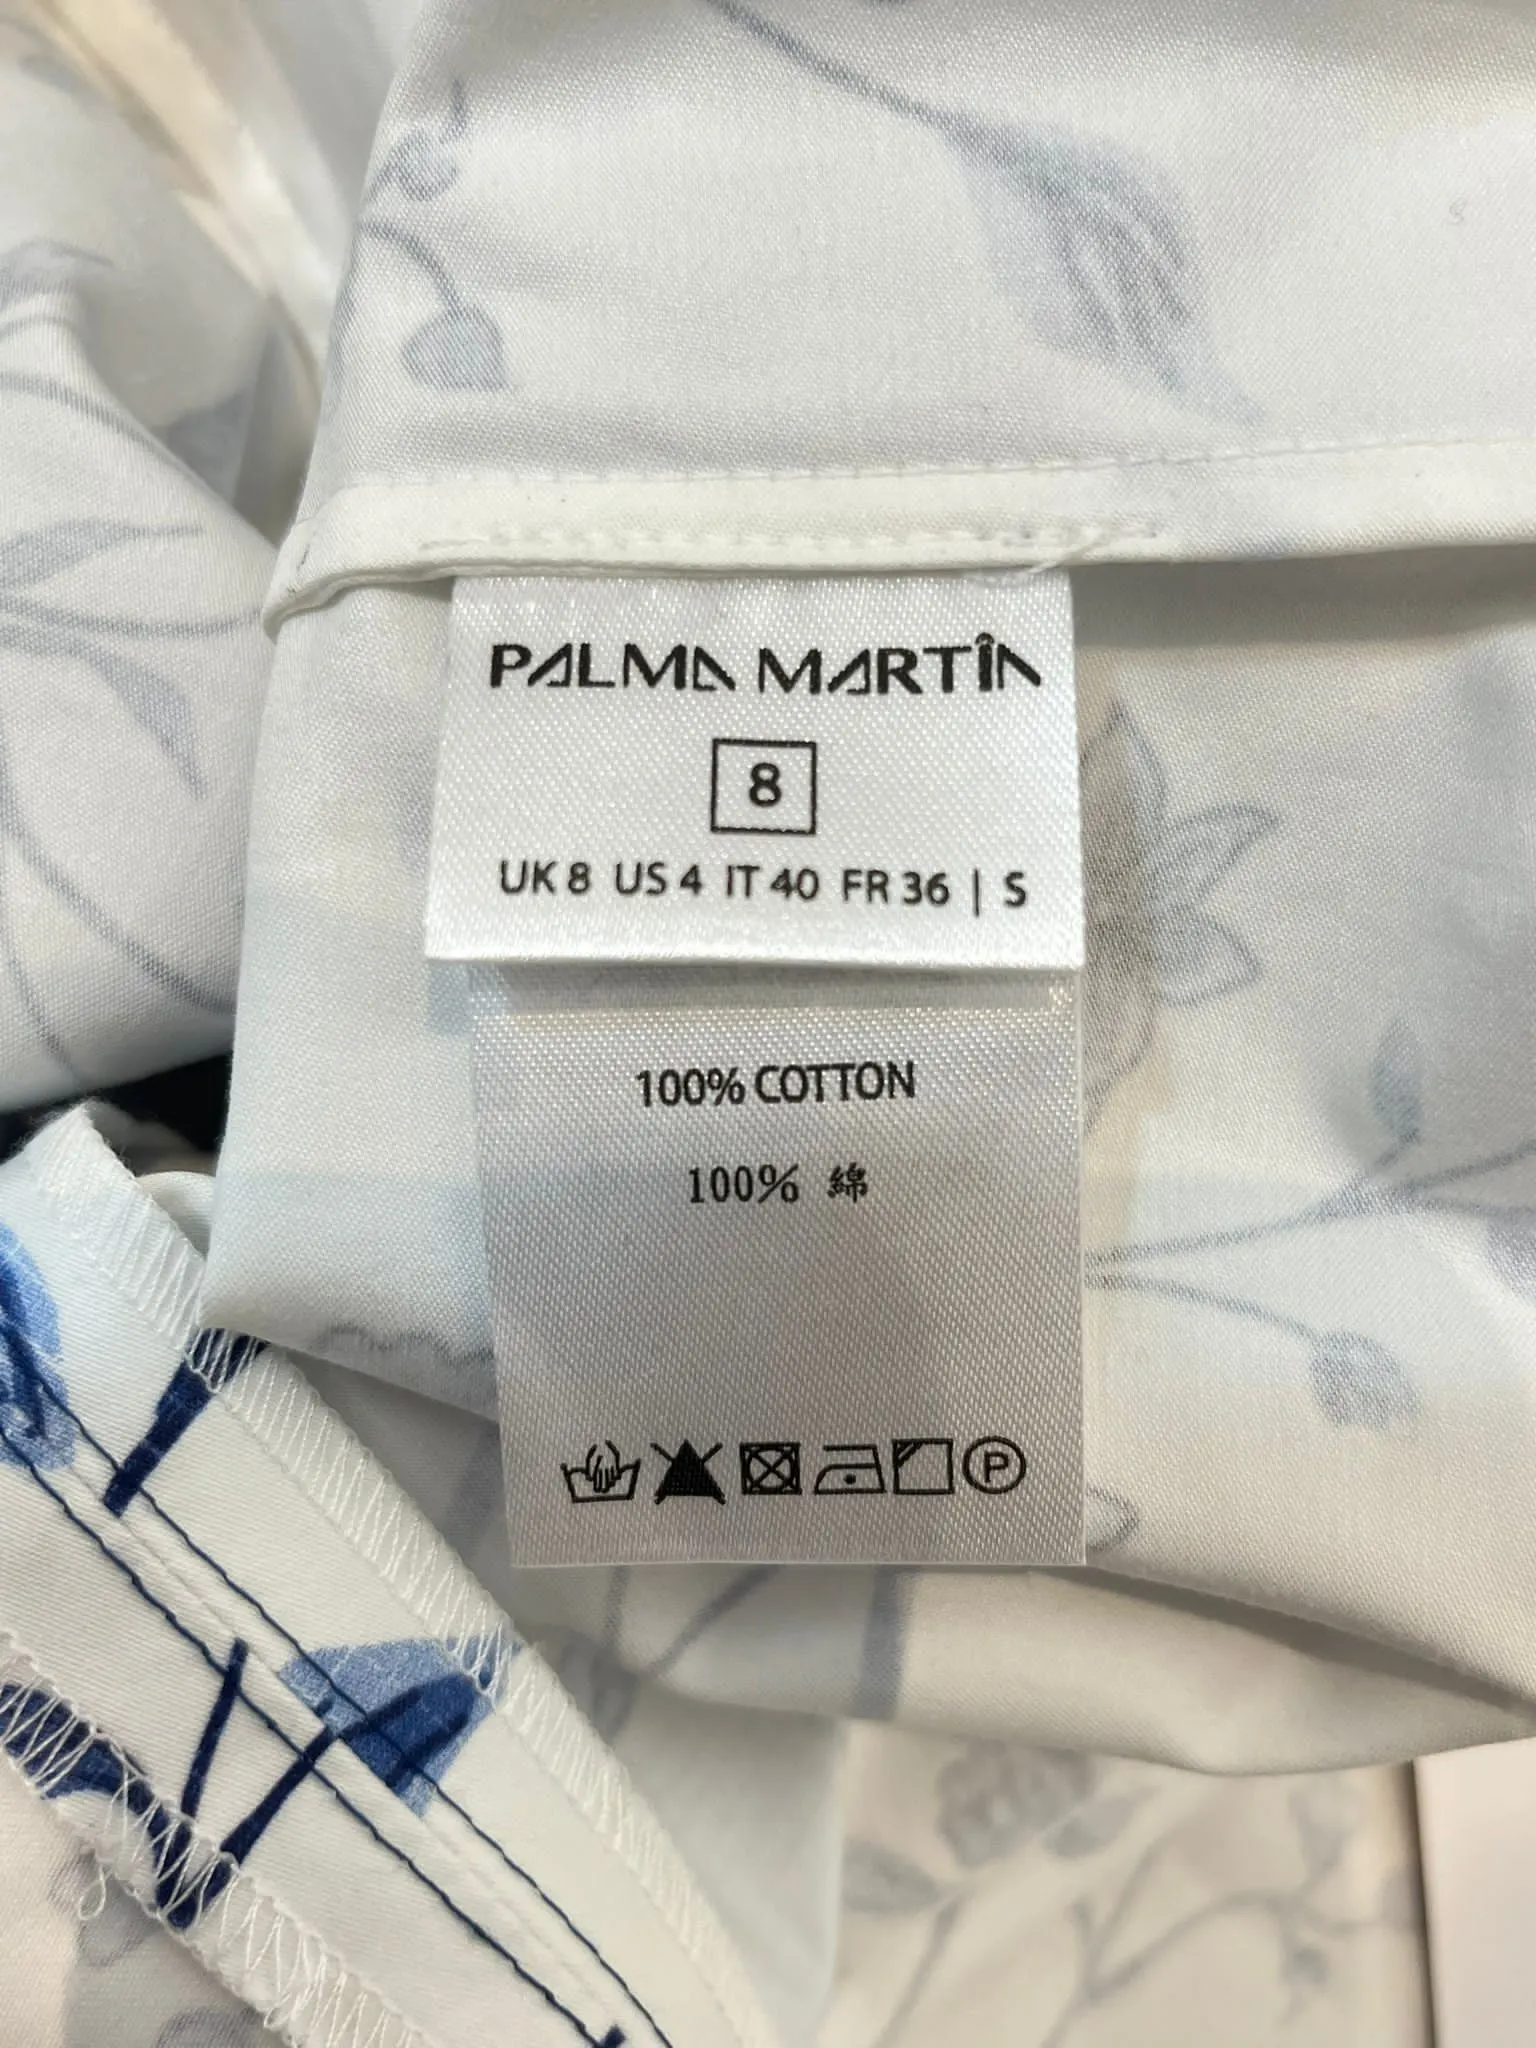 PALMA MARTÎN
8
UK 8 US 4 IT 40 FR 36 | S
100% COTTON
100% 綿
P